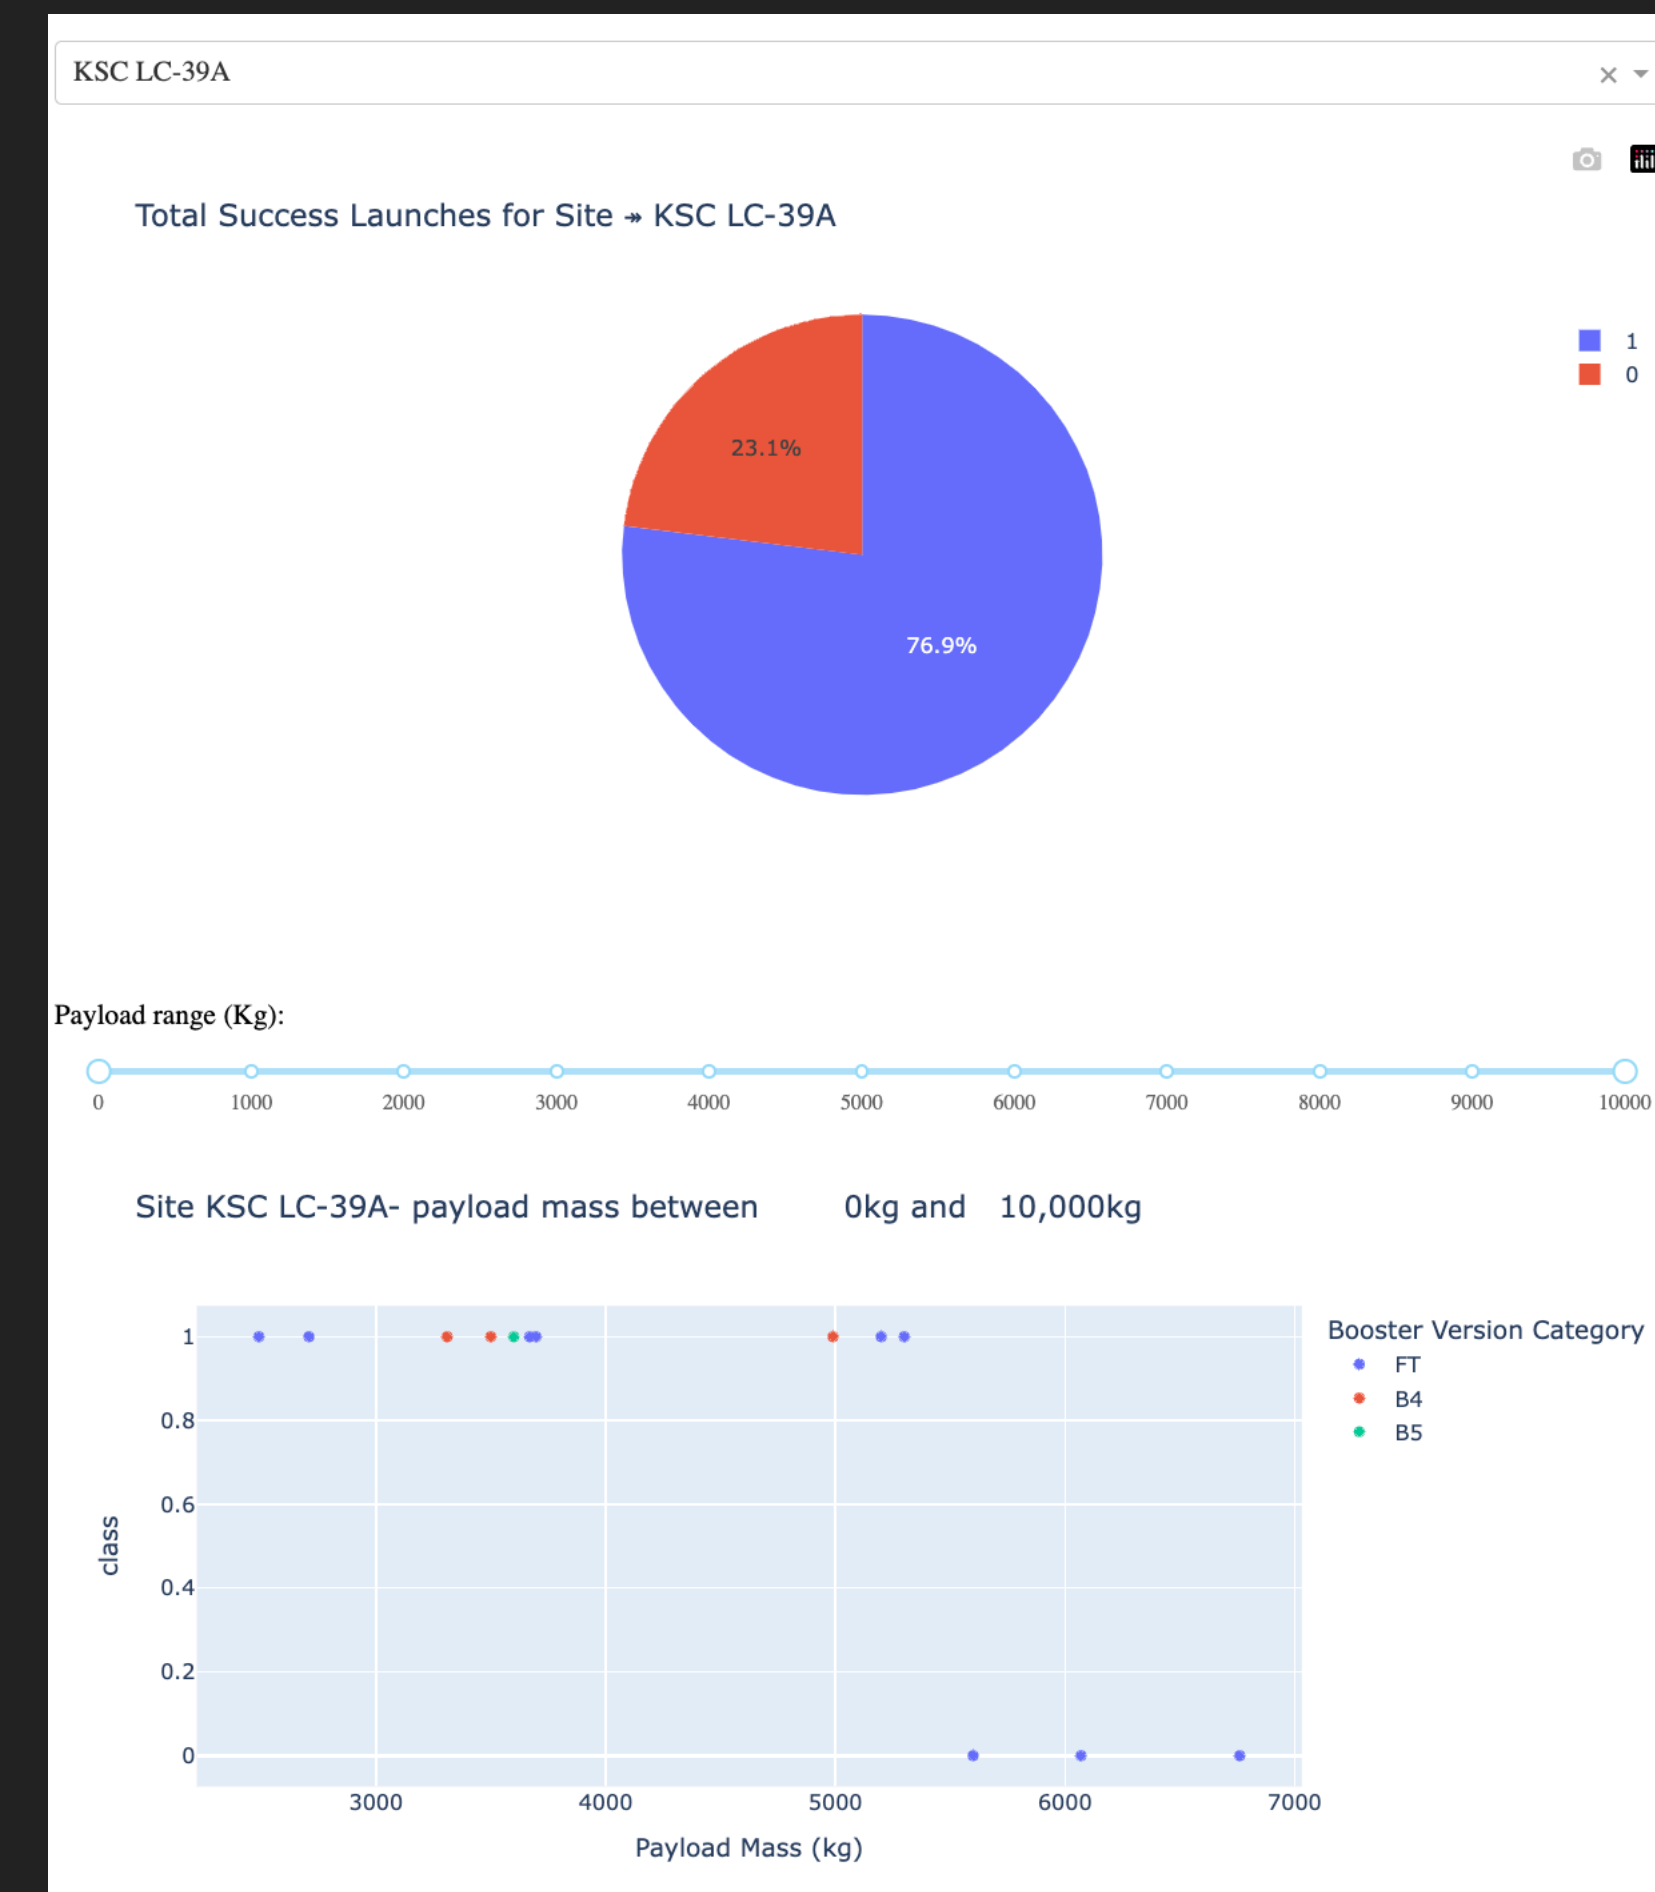 KSC LC-39A
Total Success Launches for Site ↠ KSC LC-39A
1
0
23.1%
76.9%
Payload range (Kg):
0 1000 2000 3000 4000 5000 6000 7000 8000 9000 10000
Site KSC LC-39A- payload mass between 0kg and 10,000kg
Booster Version Category
FT
B4
B5
1
0.8
0.6
0.4
0.2
0
class
3000 4000 5000 6000 7000
Payload Mass (kg)